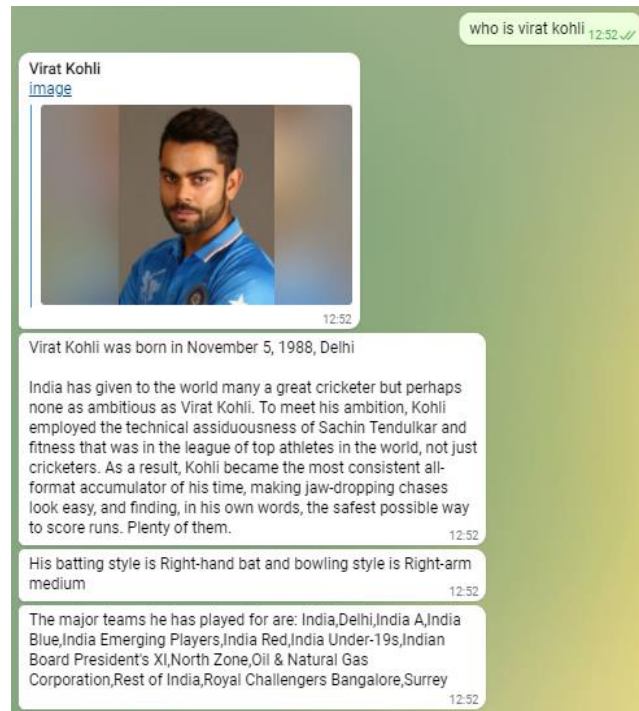 who is virat kohli 12:52
Virat Kohli
image
12:52
Virat Kohli was born in November 5, 1988, Delhi
India has given to the world many a great cricketer but perhaps
none as ambitious as Virat Kohli. To meet his ambition, Kohli
employed the technical assiduousness of Sachin Tendulkar and
fitness that was in the league of top athletes in the world, not just
cricketers. As a result, Kohli became the most consistent all-
format accumulator of his time, making jaw-dropping chases
look easy, and finding, in his own words, the safest possible way
to score runs. Plenty of them.
12:52
His batting style is Right-hand bat and bowling style is Right-arm
medium
12:52
The major teams he has played for are: India,Delhi,India A,India
Blue,India Emerging Players,India Red,India Under-19s,Indian
Board President's XI,North Zone,Oil & Natural Gas
Corporation,Rest of India,Royal Challengers Bangalore,Surrey
12:52